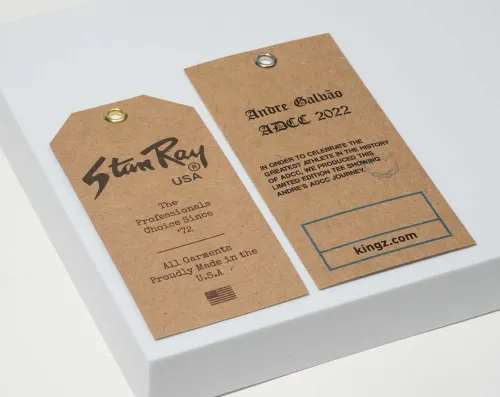 Stan Ray
®
USA
The
Professionals
Choice Since
'72
All Garments
Proudly Made in the
U.S.A
Andre Galvão
ADCC 2022
IN ORDER TO CELEBRATE THE
GREATEST ATHLETE IN THE HISTORY
OF ADCC, WE PRODUCED THIS
LIMITED EDITION TEE SHOWING
ANDRE'S ADCC JOURNEY.
kingz.com